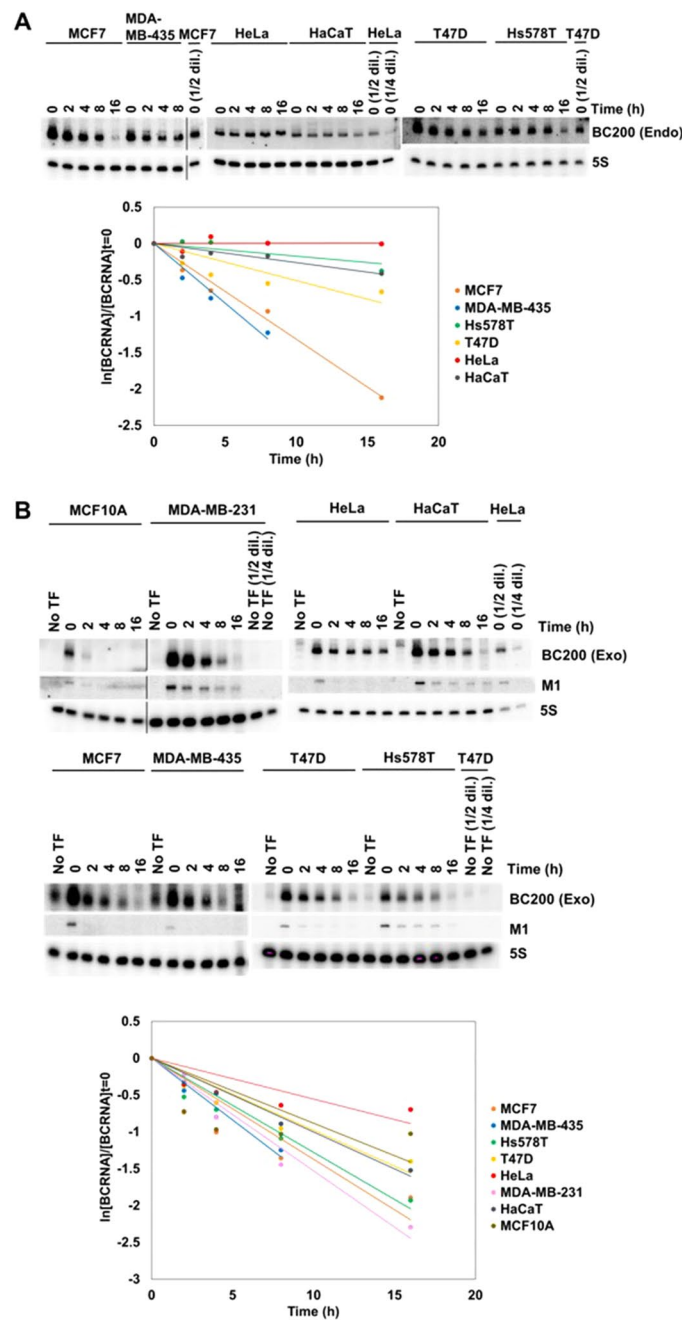 A
MCF7
MDA-
MB-435
MCF7
HeLa
HaCaT
HeLa
T47D
Hs578T
T47D
0 2 4 8 16 0 2 4 8 0 (1/2 dil.) 0 2 4 8 16 0 2 4 8 16 0 (1/2 dil.) 0 (1/4 dil.) 0 2 4 8 16 0 2 4 8 16 0 (1/2 dil.)
Time (h)
BC200 (Endo)
5S
0.5
0
-0.5
-1
-1.5
-2
-2.5
ln[BCRNA]/[BCRNA]t=0
0 5 10 15 20
Time (h)
MCF7
MDA-MB-435
Hs578T
T47D
HeLa
HaCaT
B
MCF10A
MDA-MB-231
HeLa
HaCaT
HeLa
No TF 0 2 4 8 16 No TF 0 2 4 8 16 No TF (1/2 dil.) No TF (1/4 dil.) No TF 0 2 4 8 16 No TF 0 2 4 8 16 0 (1/2 dil.) 0 (1/4 dil.)
Time (h)
BC200 (Exo)
M1
5S
MCF7
MDA-MB-435
T47D
Hs578T
T47D
No TF 0 2 4 8 16 No TF 0 2 4 8 16 No TF 0 2 4 8 16 No TF 0 2 4 8 16 No TF (1/2 dil.) No TF (1/4 dil.)
Time (h)
BC200 (Exo)
M1
5S
0.5
0
-0.5
-1
-1.5
-2
-2.5
-3
ln[BCRNA]/[BCRNA]t=0
0 5 10 15 20
Time (h)
MCF7
MDA-MB-435
Hs578T
T47D
HeLa
MDA-MB-231
HaCaT
MCF10A